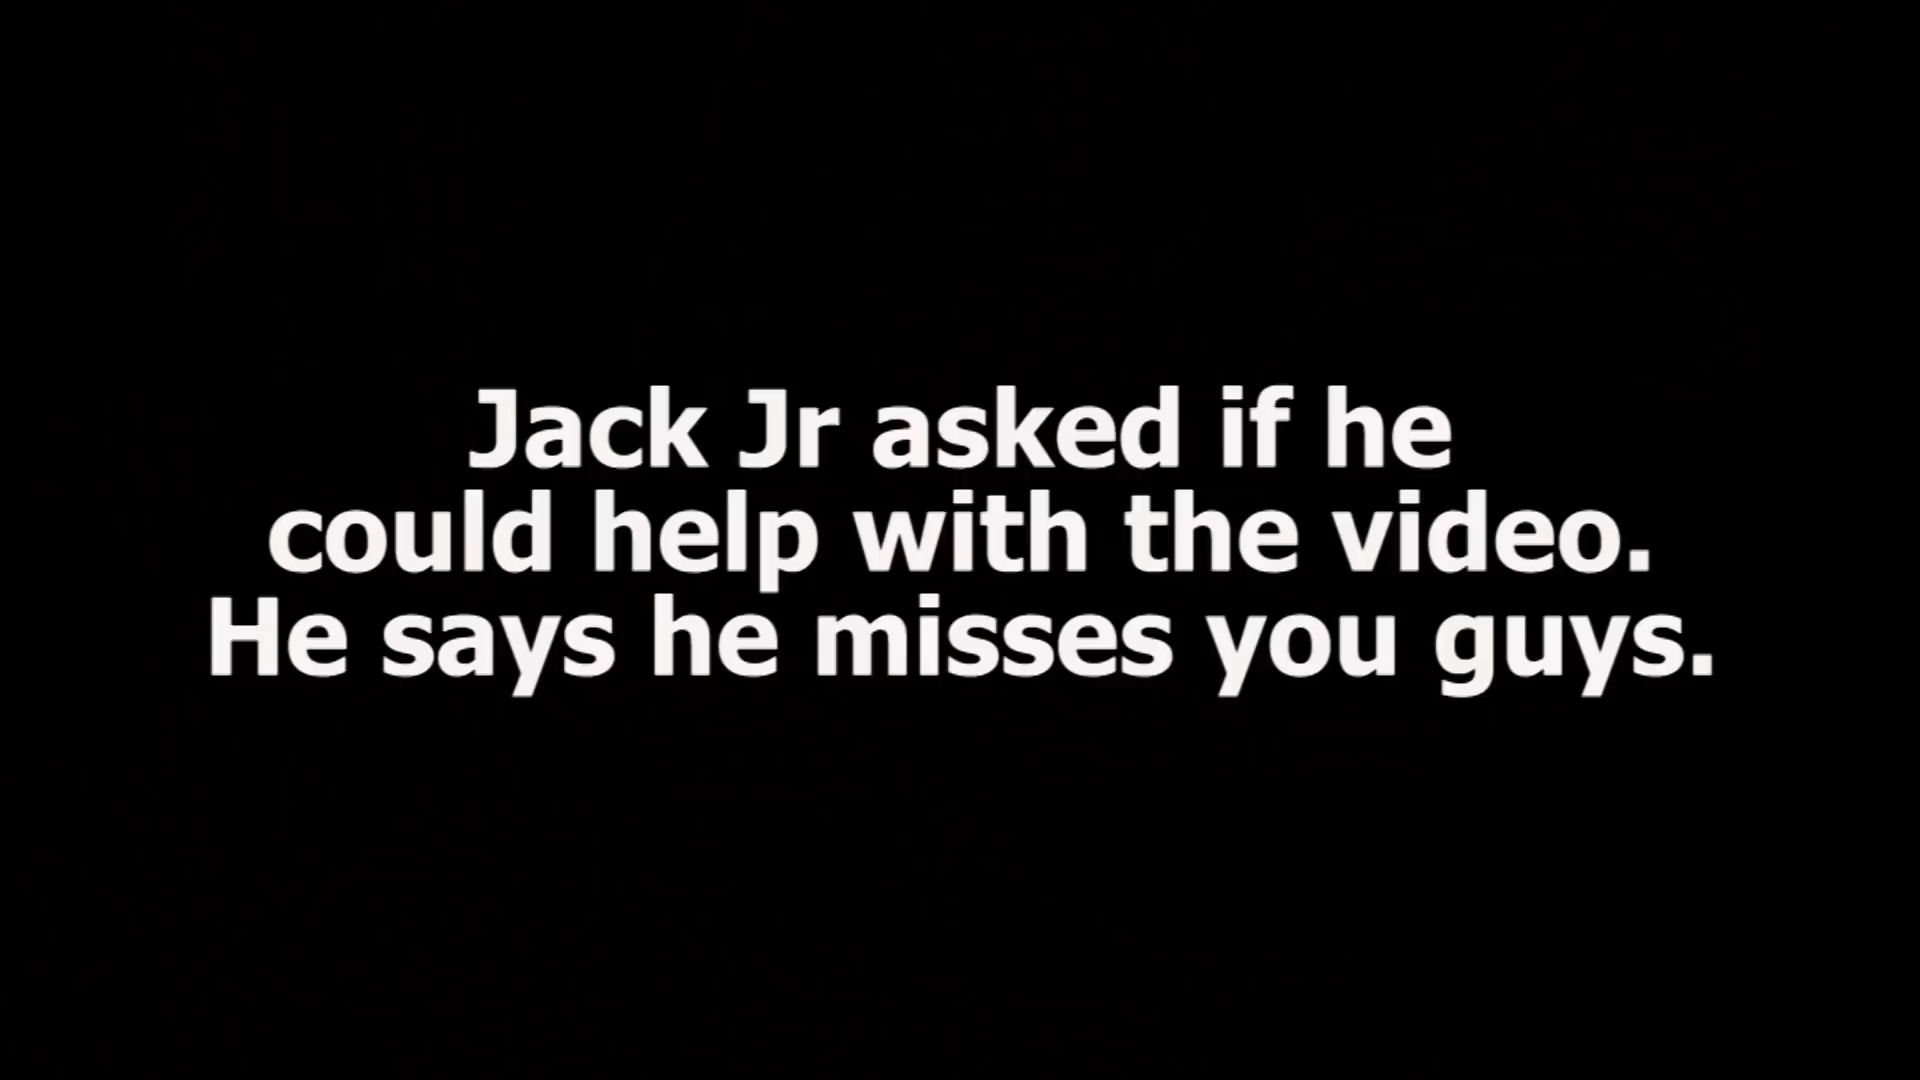 Jack Jr asked if he
could help with the video.
He says he misses you guys.